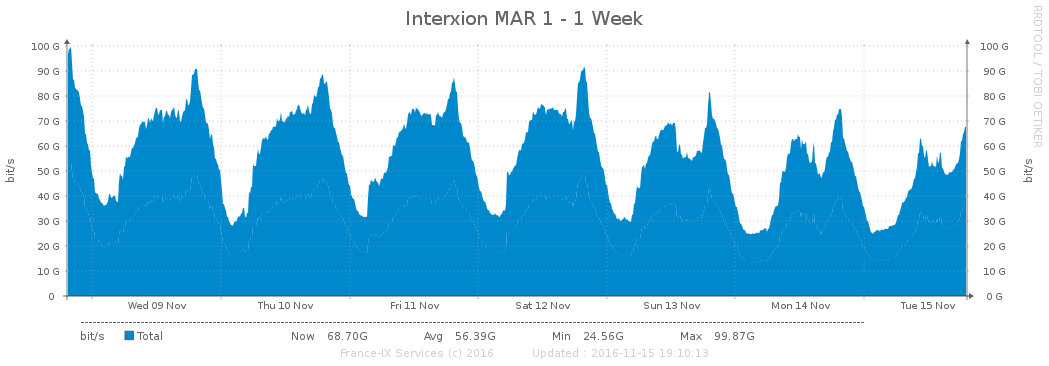 Interxion MAR 1 - 1 Week
RRDTOOL / TOBI OETIKER
bit/s
100 G 100 G
90 G 90 G
80 G 80 G
70 G 70 G
60 G 60 G
50 G 50 G
40 G 40 G
30 G 30 G
20 G 20 G
10 G 10 G
0 0 G
bit/s
Wed 09 Nov Thu 10 Nov Fri 11 Nov Sat 12 Nov Sun 13 Nov Mon 14 Nov Tue 15 Nov
bit/s Total Now 68.70G Avg 56.39G Min 24.56G Max 99.87G
France-IX Services (c) 2016 Updated : 2016-11-15 19:10:13